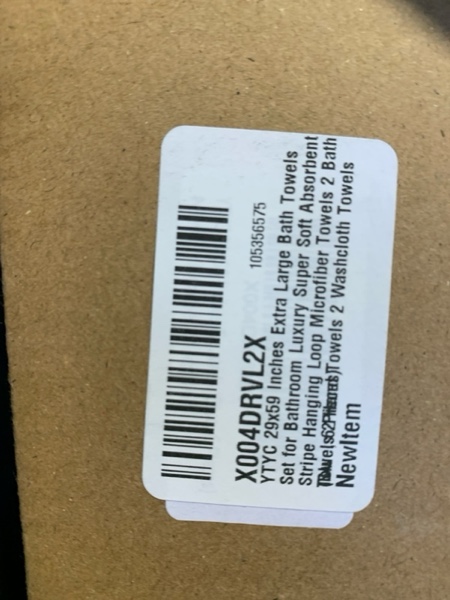 X004DRVL2X 105356575
YTYC 29x59 Inches Extra Large Bath Towels
Set for Bathroom Luxury Super Soft Absorbent
Stripe Hanging Loop Microfiber Towels 2 Bath
Towels 2 Washcloth Towels
NewItem